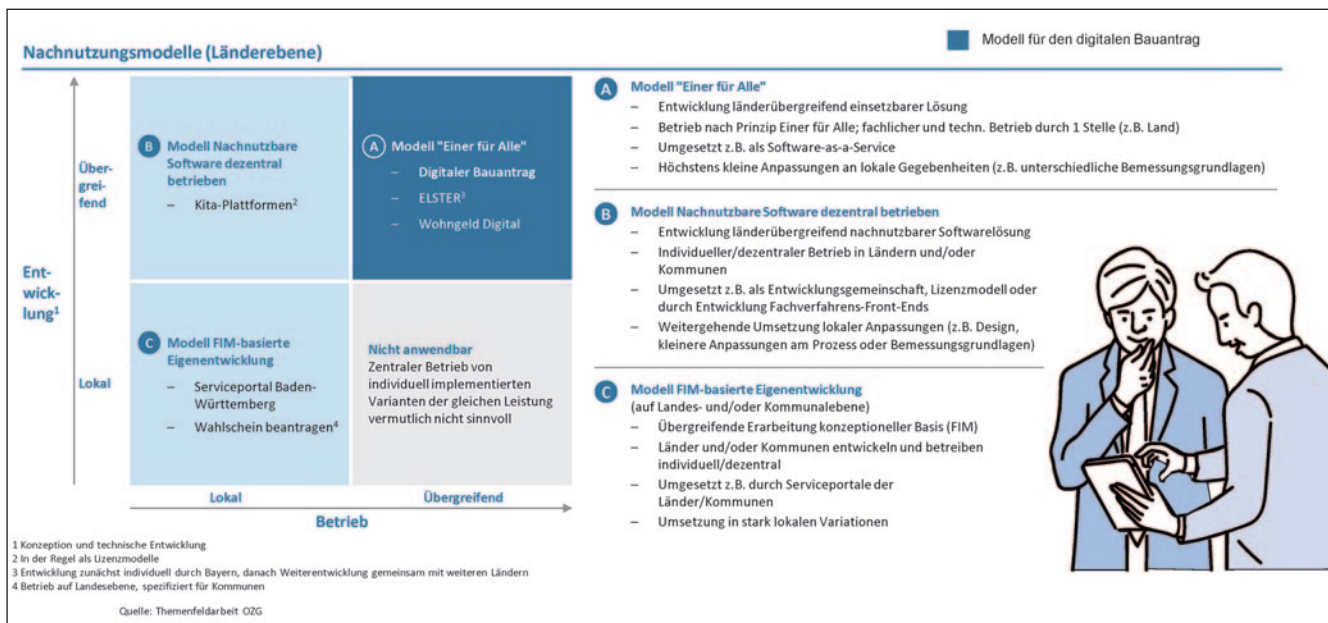 Nachnutzungsmodelle (Länderebene)
Modell für den digitalen Bauantrag
Über-
grei-
fend
Ent-
wick-
lung1
Lokal
B Modell Nachnutzbare
Software dezentral
betrieben
– Kita-Plattformen2
A Modell "Einer für Alle"
– Digitaler Bauantrag
– ELSTER3
– Wohngeld Digital
C Modell FIM-basierte
Eigenentwicklung
– Serviceportal Baden-
Württemberg
– Wahlschein beantragen4
Nicht anwendbar
Zentraler Betrieb von
individuell implementierten
Varianten der gleichen Leistung
vermutlich nicht sinnvoll
Lokal
Übergreifend
Betrieb
A Modell "Einer für Alle"
– Entwicklung länderübergreifend einsetzbarer Lösung
– Betrieb nach Prinzip Einer für Alle; fachlicher und techn. Betrieb durch 1 Stelle (z.B. Land)
– Umgesetzt z.B. als Software-as-a-Service
– Höchstens kleine Anpassungen an lokale Gegebenheiten (z.B. unterschiedliche Bemessungsgrundlagen)
B Modell Nachnutzbare Software dezentral betrieben
– Entwicklung länderübergreifend nachnutzbarer Softwarelösung
– Individueller/dezentraler Betrieb in Ländern und/oder
Kommunen
– Umgesetzt z.B. als Entwicklungsgemeinschaft, Lizenzmodell oder
durch Entwicklung Fachverfahrens-Front-Ends
– Weitergehende Umsetzung lokaler Anpassungen (z.B. Design,
kleinere Anpassungen am Prozess oder Bemessungsgrundlagen)
C Modell FIM-basierte Eigenentwicklung
(auf Landes- und/oder Kommunalebene)
– Übergreifende Erarbeitung konzeptioneller Basis (FIM)
– Länder und/oder Kommunen entwickeln und betreiben
individuell/dezentral
– Umgesetzt z.B. durch Serviceportale der
Länder/Kommunen
– Umsetzung in stark lokalen Variationen
1 Konzeption und technische Entwicklung
2 In der Regel als Lizenzmodelle
3 Entwicklung zunächst individuell durch Bayern, danach Weiterentwicklung gemeinsam mit weiteren Ländern
4 Betrieb auf Landesebene, spezifiziert für Kommunen
Quelle: Themenfeldarbeit OZG